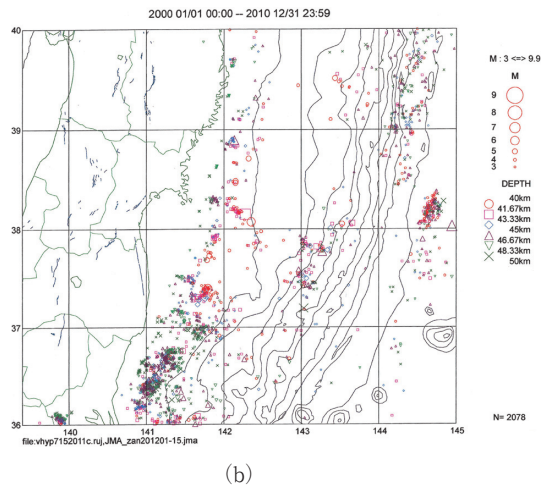 2000 01/01 00:00 -- 2010 12/31 23:59
40
39
38
37
36
140
141
142
143
144
145
M : 3 <=> 9.9
M
9
8
7
6
5
4
3
DEPTH
40km
41.67km
43.33km
45km
46.67km
48.33km
50km
N= 2078
file:vhyp7152011c.ruj,JMA_zan201201-15.jma
(b)